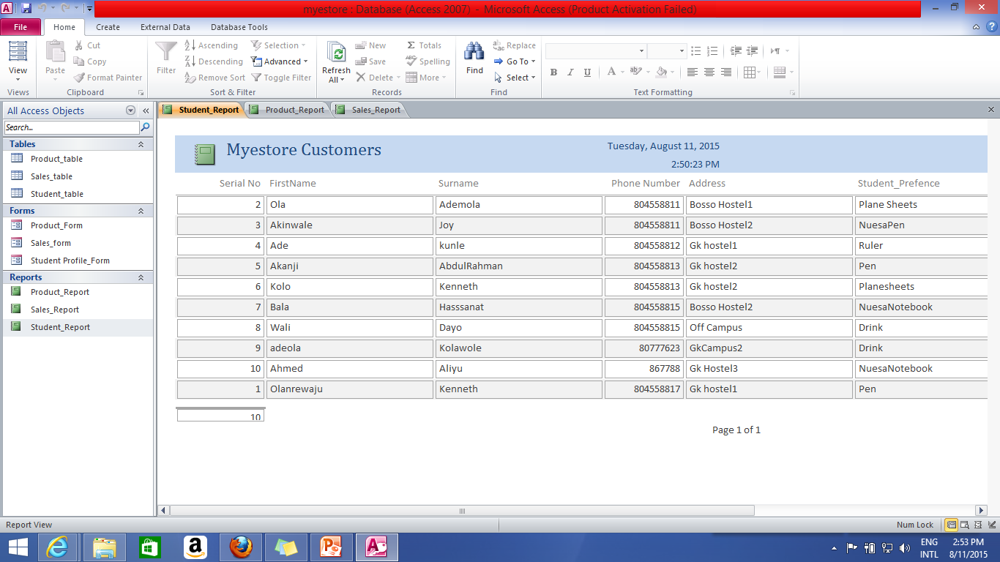 myestore : Database (Access 2007) - Microsoft Access (Product Activation Failed)
File Home Create External Data Database Tools
View
Views
Paste
Cut
Copy
Format Painter
Clipboard
Filter
Ascending
Descending
Remove Sort
Selection
Advanced
Toggle Filter
Sort & Filter
Refresh
All
New
Save
Delete
Totals
Spelling
More
Records
Find
Replace
Go To
Select
Find
B I U A ab
Text Formatting
All Access Objects
Search...
Tables
Product_table
Sales_table
Student_table
Forms
Product_Form
Sales_form
Student Profile_Form
Reports
Product_Report
Sales_Report
Student_Report
Student_Report Product_Report Sales_Report
Myestore Customers
Tuesday, August 11, 2015
2:50:23 PM
Serial No FirstName Surname Phone Number Address Student_Prefence
2 Ola Ademola 804558811 Bosso Hostel1 Plane Sheets
3 Akinwale Joy 804558811 Bosso Hostel2 NuesaPen
4 Ade kunle 804558812 Gk hostel1 Ruler
5 Akanji AbdulRahman 804558813 Gk hostel2 Pen
6 Kolo Kenneth 804558813 Gk hostel2 Planesheets
7 Bala Hasssanat 804558815 Bosso Hostel2 NuesaNotebook
8 Wali Dayo 804558815 Off Campus Drink
9 adeola Kolawole 80777623 GkCampus2 Drink
10 Ahmed Aliyu 867788 Gk Hostel3 NuesaNotebook
1 Olanrewaju Kenneth 804558817 Gk hostel1 Pen
10
Page 1 of 1
Report View
Num Lock
ENG
INTL
2:53 PM
8/11/2015